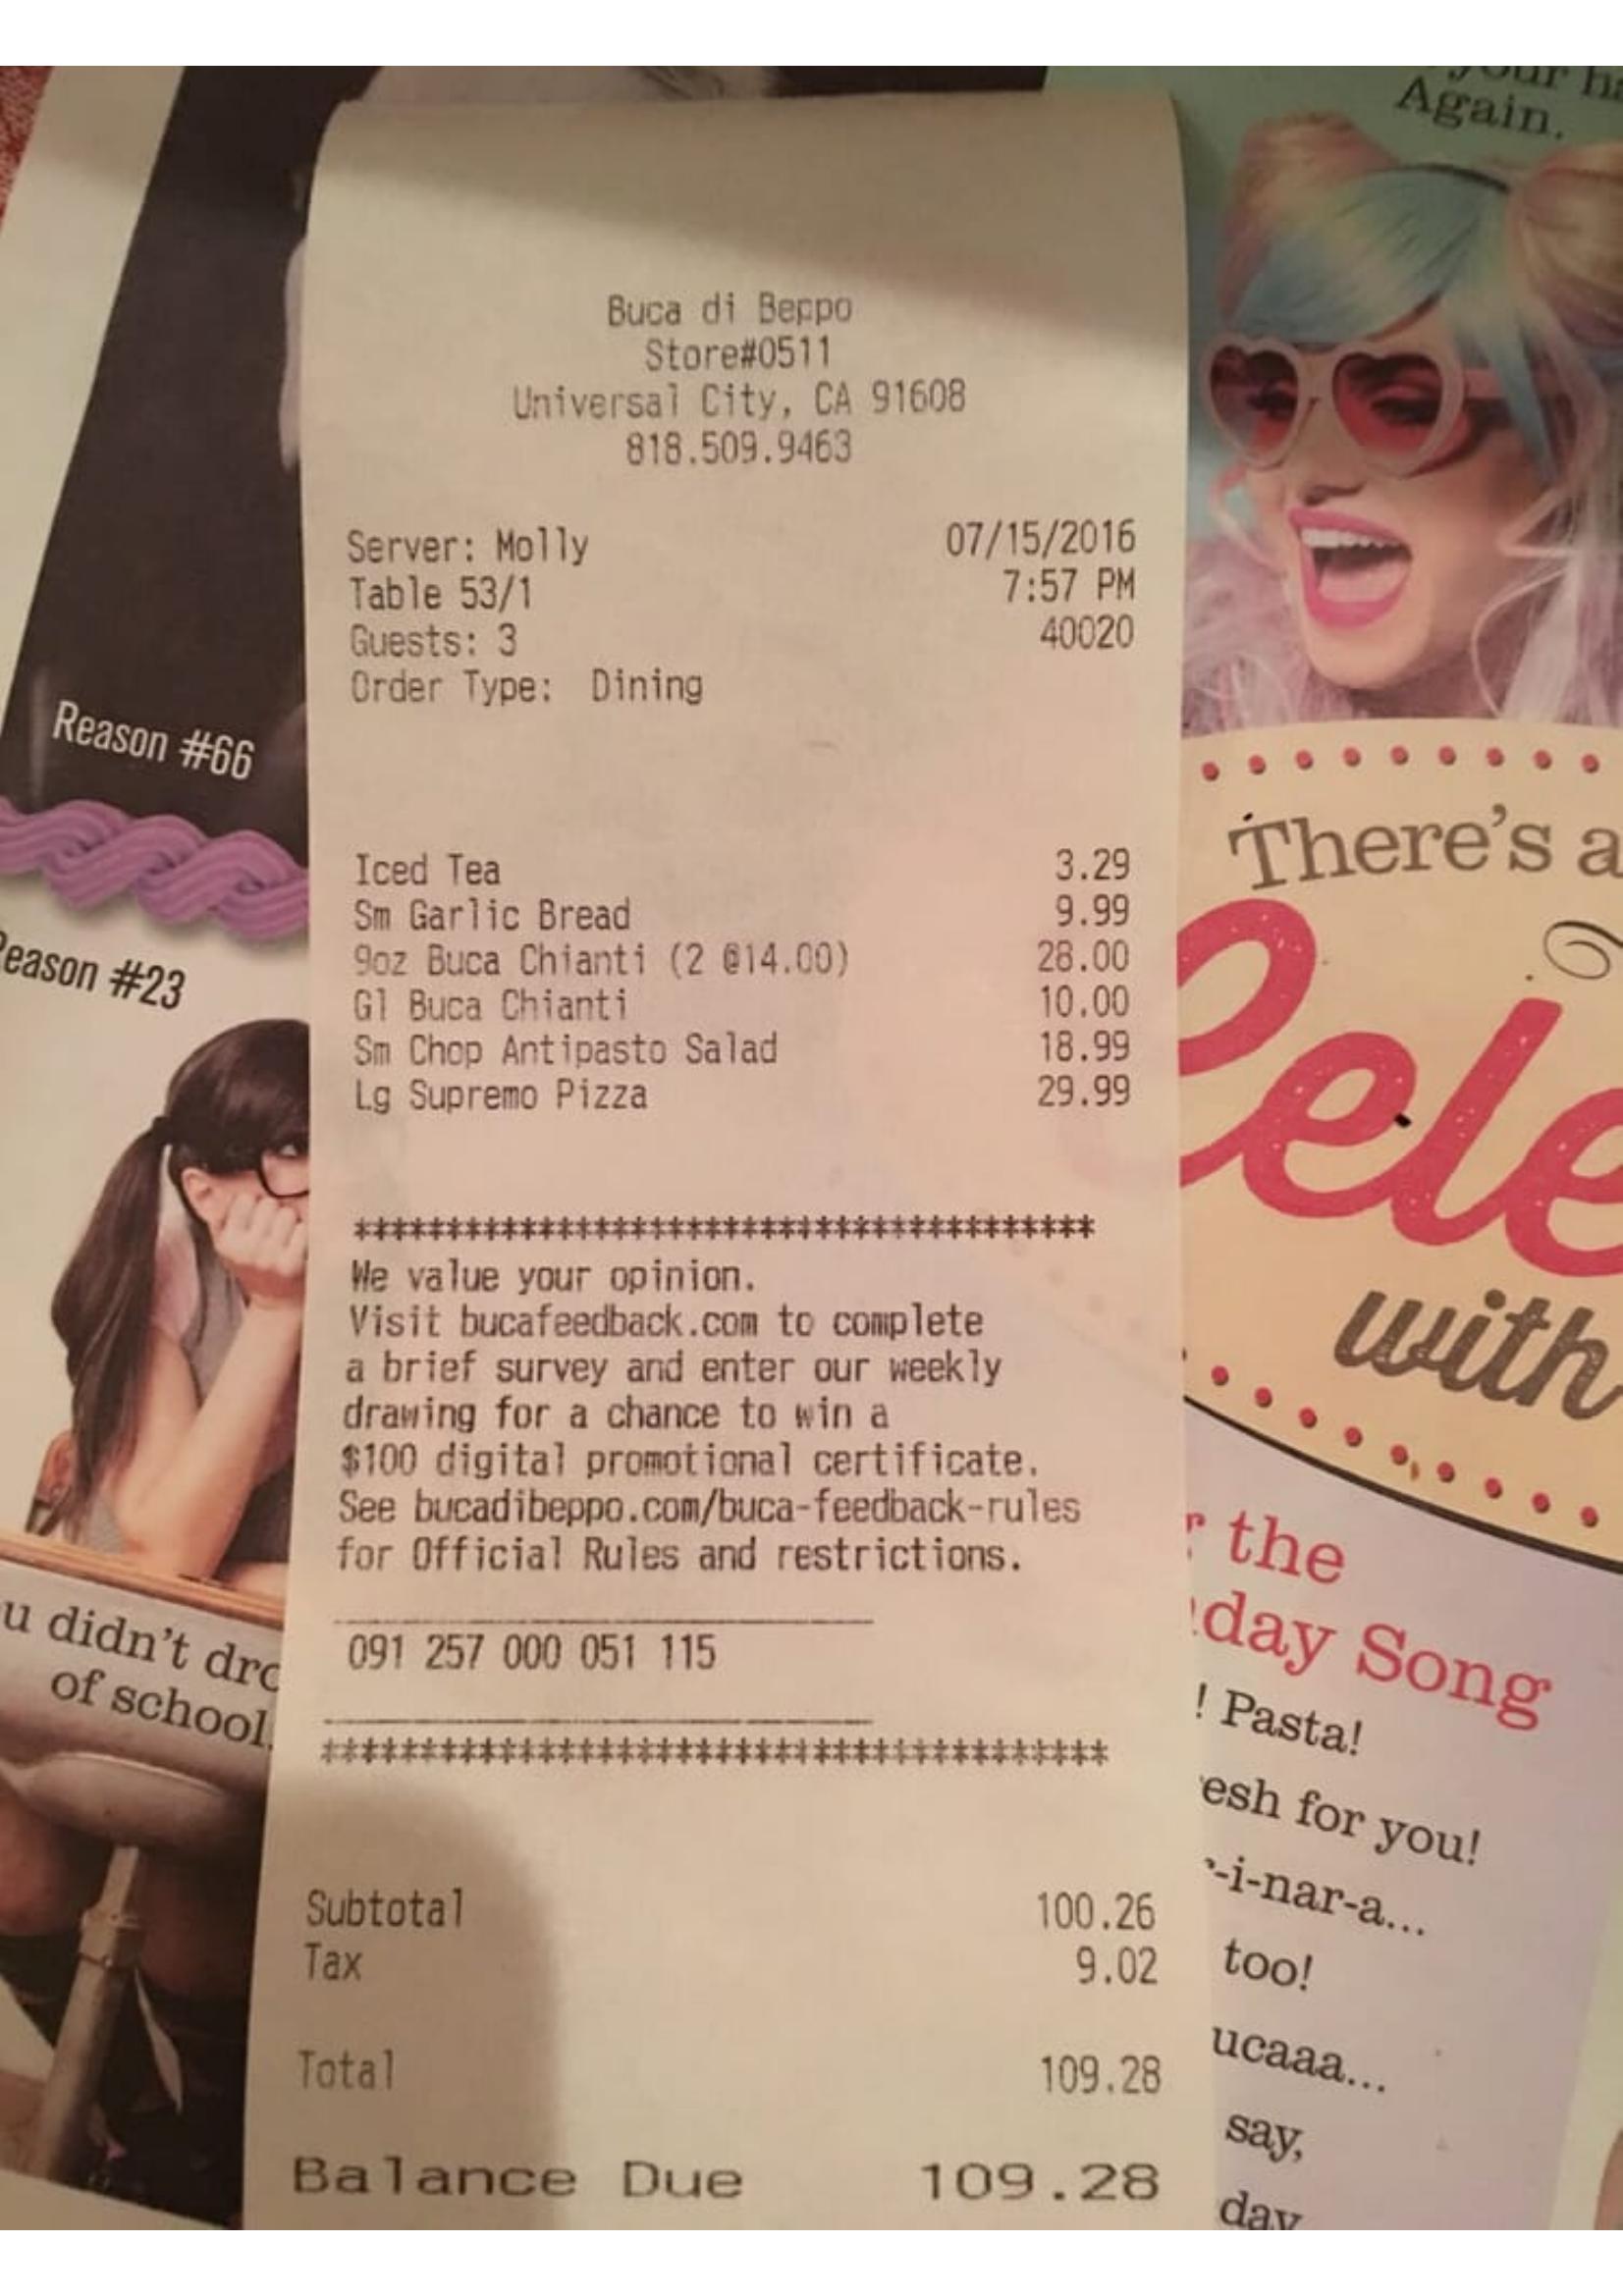 your
Again.
Buca di Beppo
Store#0511
Universal City, CA 91608
818.509.9463
Server: Molly 07/15/2016
Table 53/1 7:57 PM
Guests: 3 40020
Order Type: Dining
Reason #66
Iced Tea 3.29
Sm Garlic Bread 9.99
9oz Buca Chianti (2 @14.00) 28.00
Gl Buca Chianti 10.00
Sm Chop Antipasto Salad 18.99
Lg Supremo Pizza 29.99
There's a
eason #23
Cele
with
****************************************
We value your opinion.
Visit bucafeedback.com to complete
a brief survey and enter our weekly
drawing for a chance to win a
$100 digital promotional certificate.
See bucadibeppo.com/buca-feedback-rules
for Official Rules and restrictions.
091 257 000 051 115
****************************************
u didn't dro
of school.
r the
day Song
! Pasta!
esh for you!
-i-nar-a...
too!
ucaaa...
say,
day
Subtotal 100.26
Tax 9.02
Total 109.28
Balance Due 109.28